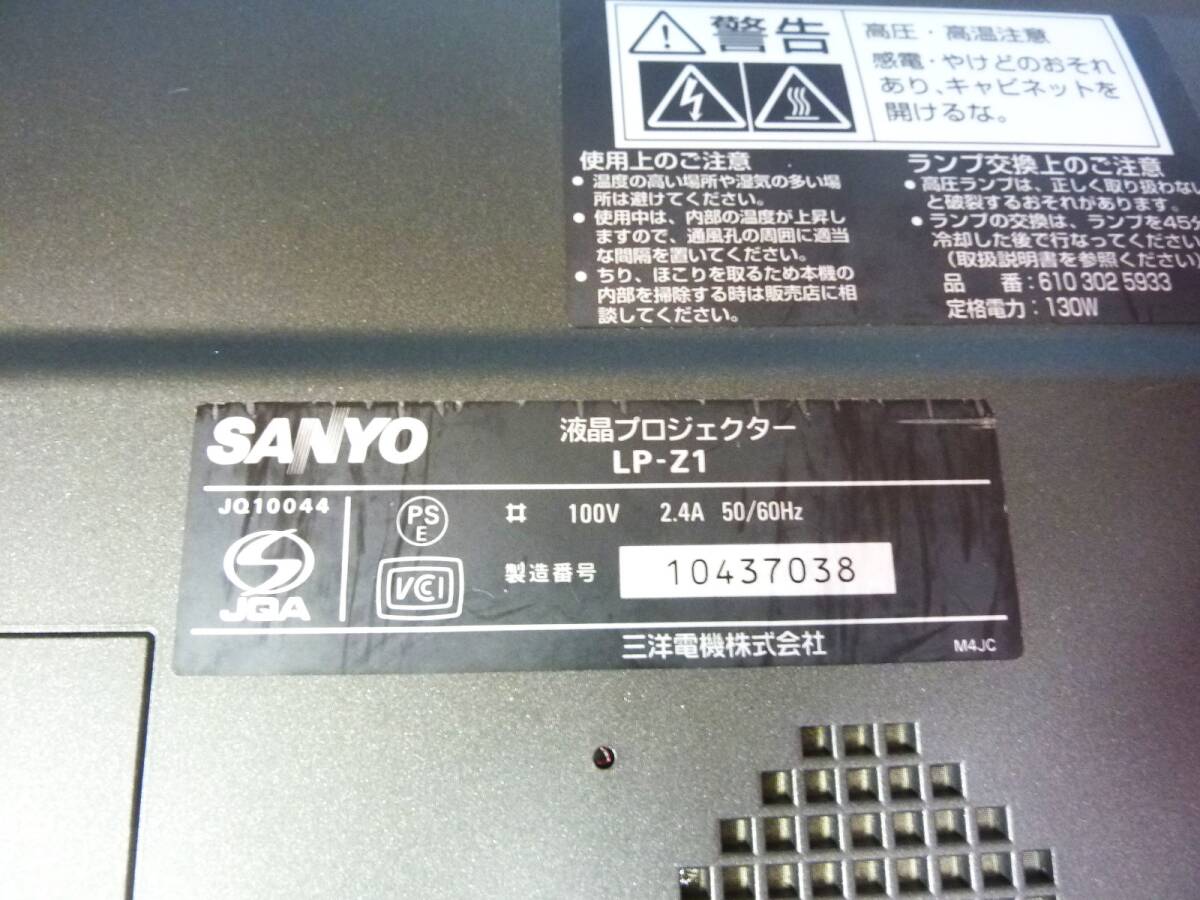 警告
高圧・高温注意
感電・やけどのおそれ
あり、キャビネットを
開けるな。
使用上のご注意
● 温度の高い場所や湿気の多い場
所は避けてください。
● 使用中は、内部の温度が上昇し
ますので、通風孔の周囲に適当
な間隔を置いてください。
● ちり、ほこりを取るため本機の
内部を掃除する時は販売店に相
談してください。
ランプ交換上のご注意
● 高圧ランプは、正しく取り扱わない
と破裂するおそれがあります。
● ランプの交換は、ランプを45分
冷却した後で行なってください
(取扱説明書を参照ください)
品 番:610 302 5933
定格電力:130W
SANYO
液晶プロジェクター
LP-Z1
JQ10044
JQA
PS
E
VCI
100V 2.4A 50/60Hz
製造番号 10437038
三洋電機株式会社
M4JC